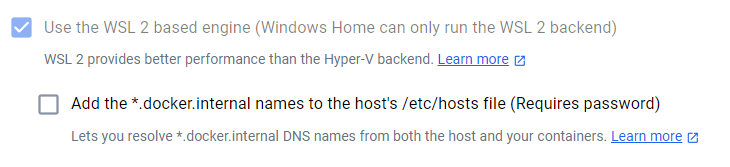 Use the WSL 2 based engine (Windows Home can only run the WSL 2 backend)
WSL 2 provides better performance than the Hyper-V backend. Learn more
Add the *.docker.internal names to the host's /etc/hosts file (Requires password)
Lets you resolve *.docker.internal DNS names from both the host and your containers. Learn more